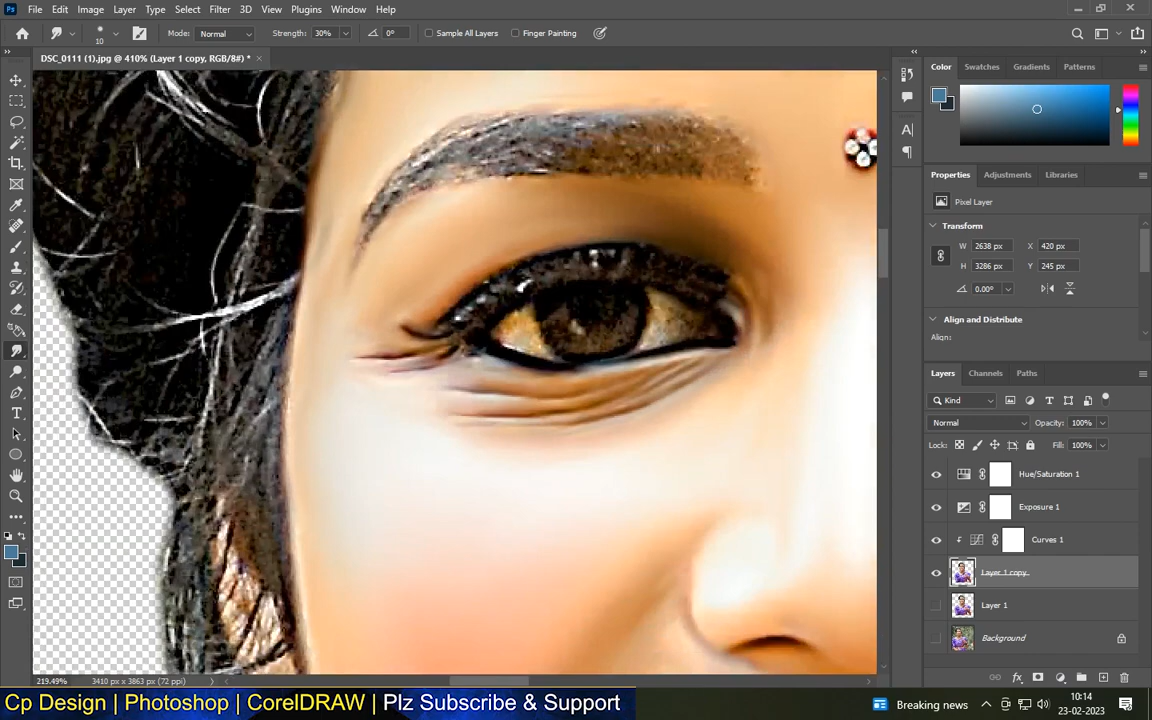 Ps File Edit Image Layer Type Select Filter 3D View Plugins Window Help
10 Mode: Normal Strength: 30% 0° Sample All Layers Finger Painting
DSC_0111 (1).jpg @ 410% (Layer 1 copy, RGB/8#) * ×
Color Swatches Gradients Patterns
Properties Adjustments Libraries
Pixel Layer
Transform
W 2638 px X 420 px
H 3286 px Y 245 px
0.00°
Align and Distribute
Align:
Layers Channels Paths
Kind
Normal Opacity: 100%
Lock: Fill: 100%
Hue/Saturation 1
Exposure 1
Curves 1
Layer 1 copy
Layer 1
Background
219.49% 3410 px x 3863 px (72 ppi)
Cp Design | Photoshop | CorelDRAW | Plz Subscribe & Support
Breaking news
10:14
23-02-2023